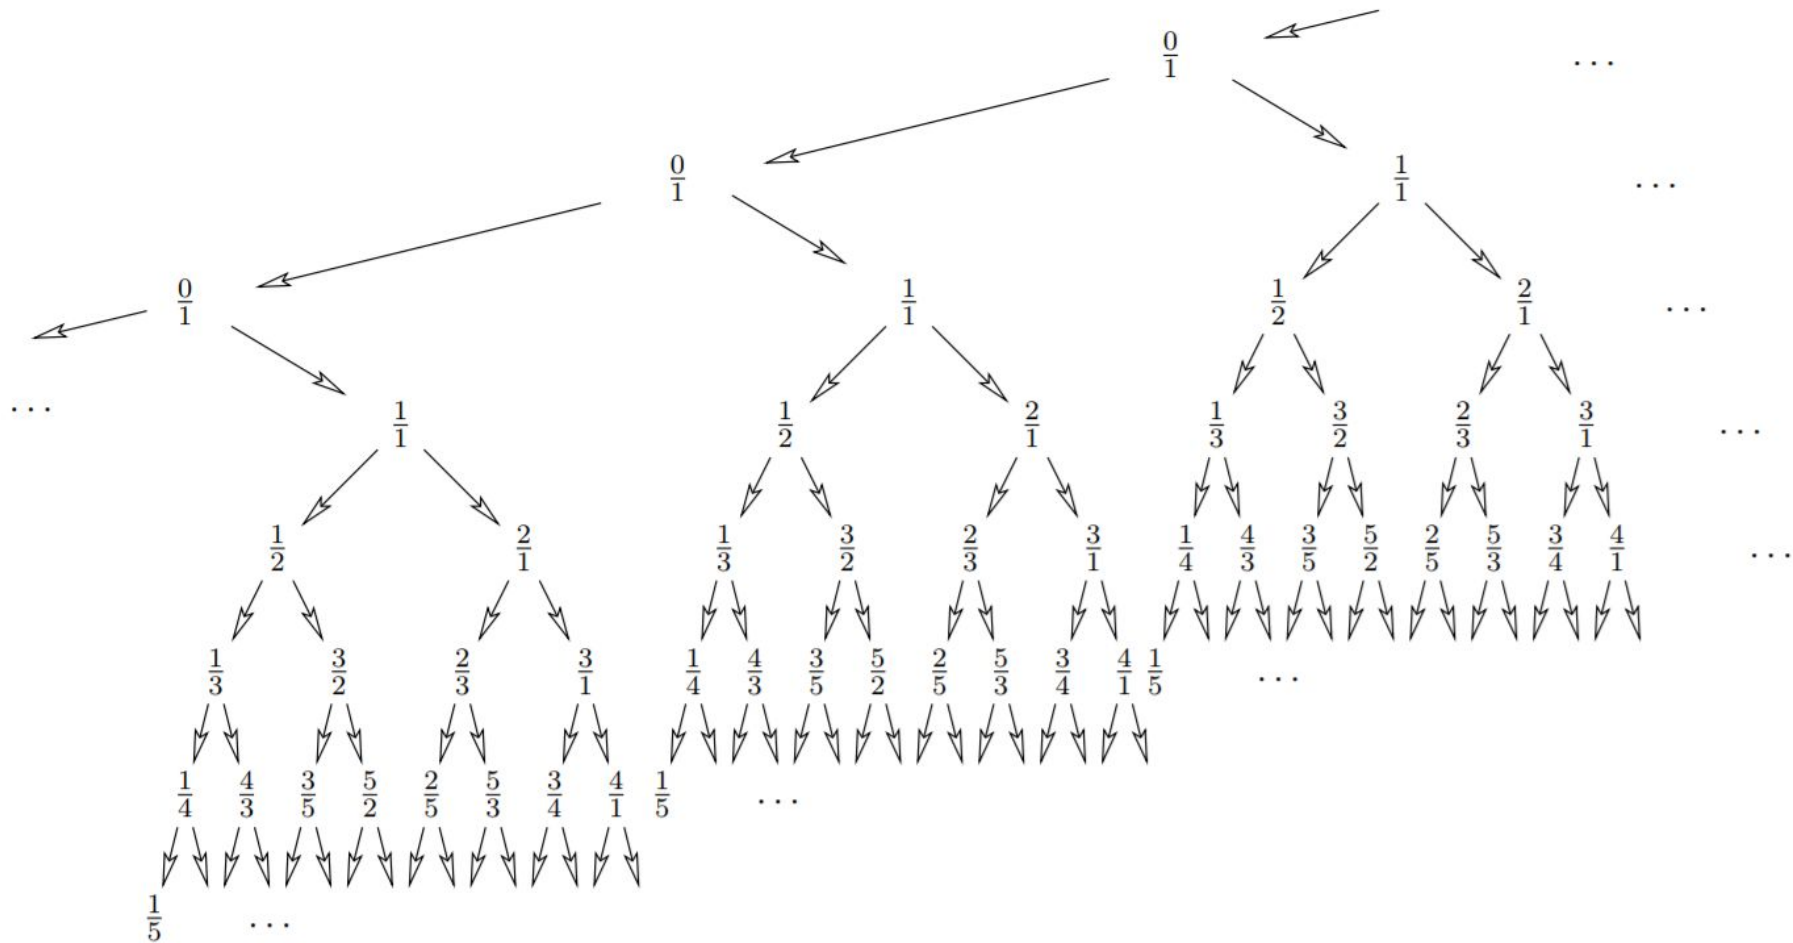 0/1 ...
0/1 1/1 ...
0/1 1/1 1/2 2/1 ...
... 1/1 1/2 2/1 1/3 3/2 2/3 3/1 ...
1/2 2/1 1/3 3/2 2/3 3/1 1/4 4/3 3/5 5/2 2/5 5/3 3/4 4/1 ...
1/3 3/2 2/3 3/1 1/4 4/3 3/5 5/2 2/5 5/3 3/4 4/1 1/5 ...
1/4 4/3 3/5 5/2 2/5 5/3 3/4 4/1 1/5 ...
1/5 ...